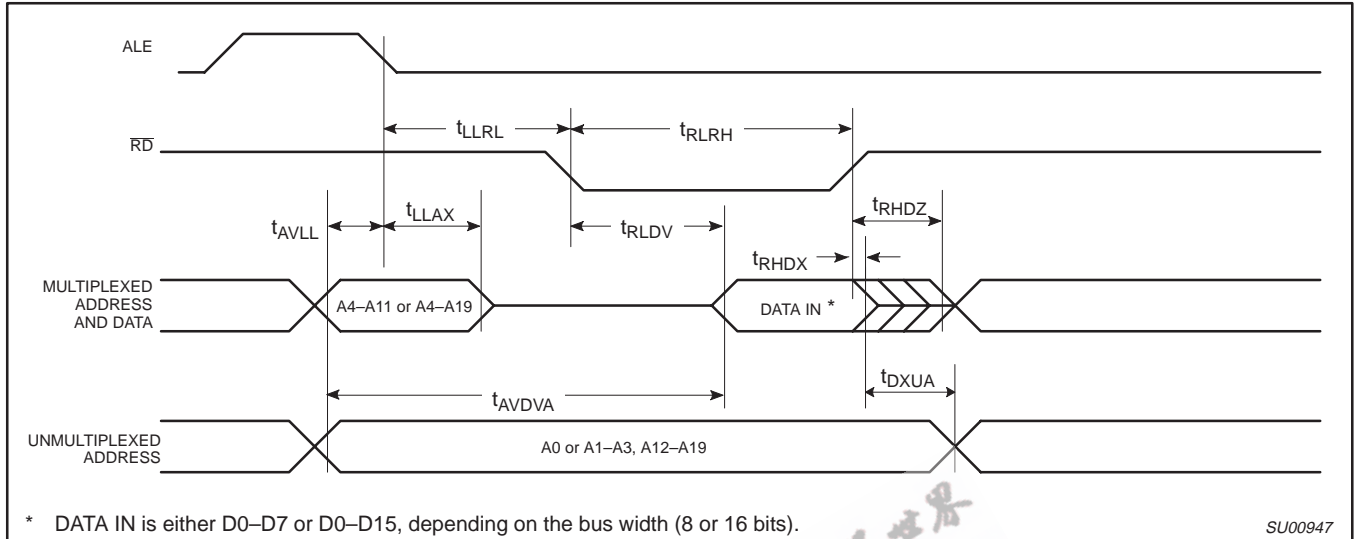 ALE
tLLRL
tRLRH
RD
tAVLL
tLLAX
tRLDV
tRHDZ
tRHDX
MULTIPLEXED
ADDRESS
AND DATA
A4–A11 or A4–A19
DATA IN *
tDXUA
tAVDVA
UNMULTIPLEXED
ADDRESS
A0 or A1–A3, A12–A19
* DATA IN is either D0–D7 or D0–D15, depending on the bus width (8 or 16 bits).
SU00947